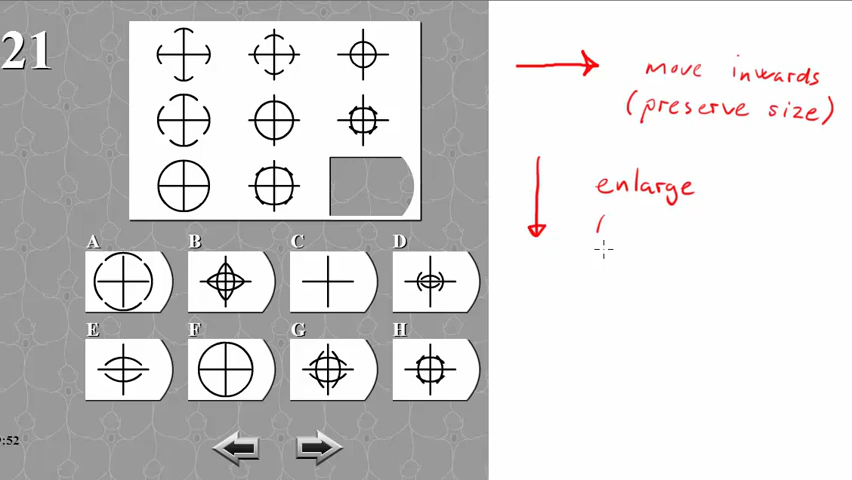 21
move inwards
(preserve size)
enlarge
(
A B C D
E F G H
:52